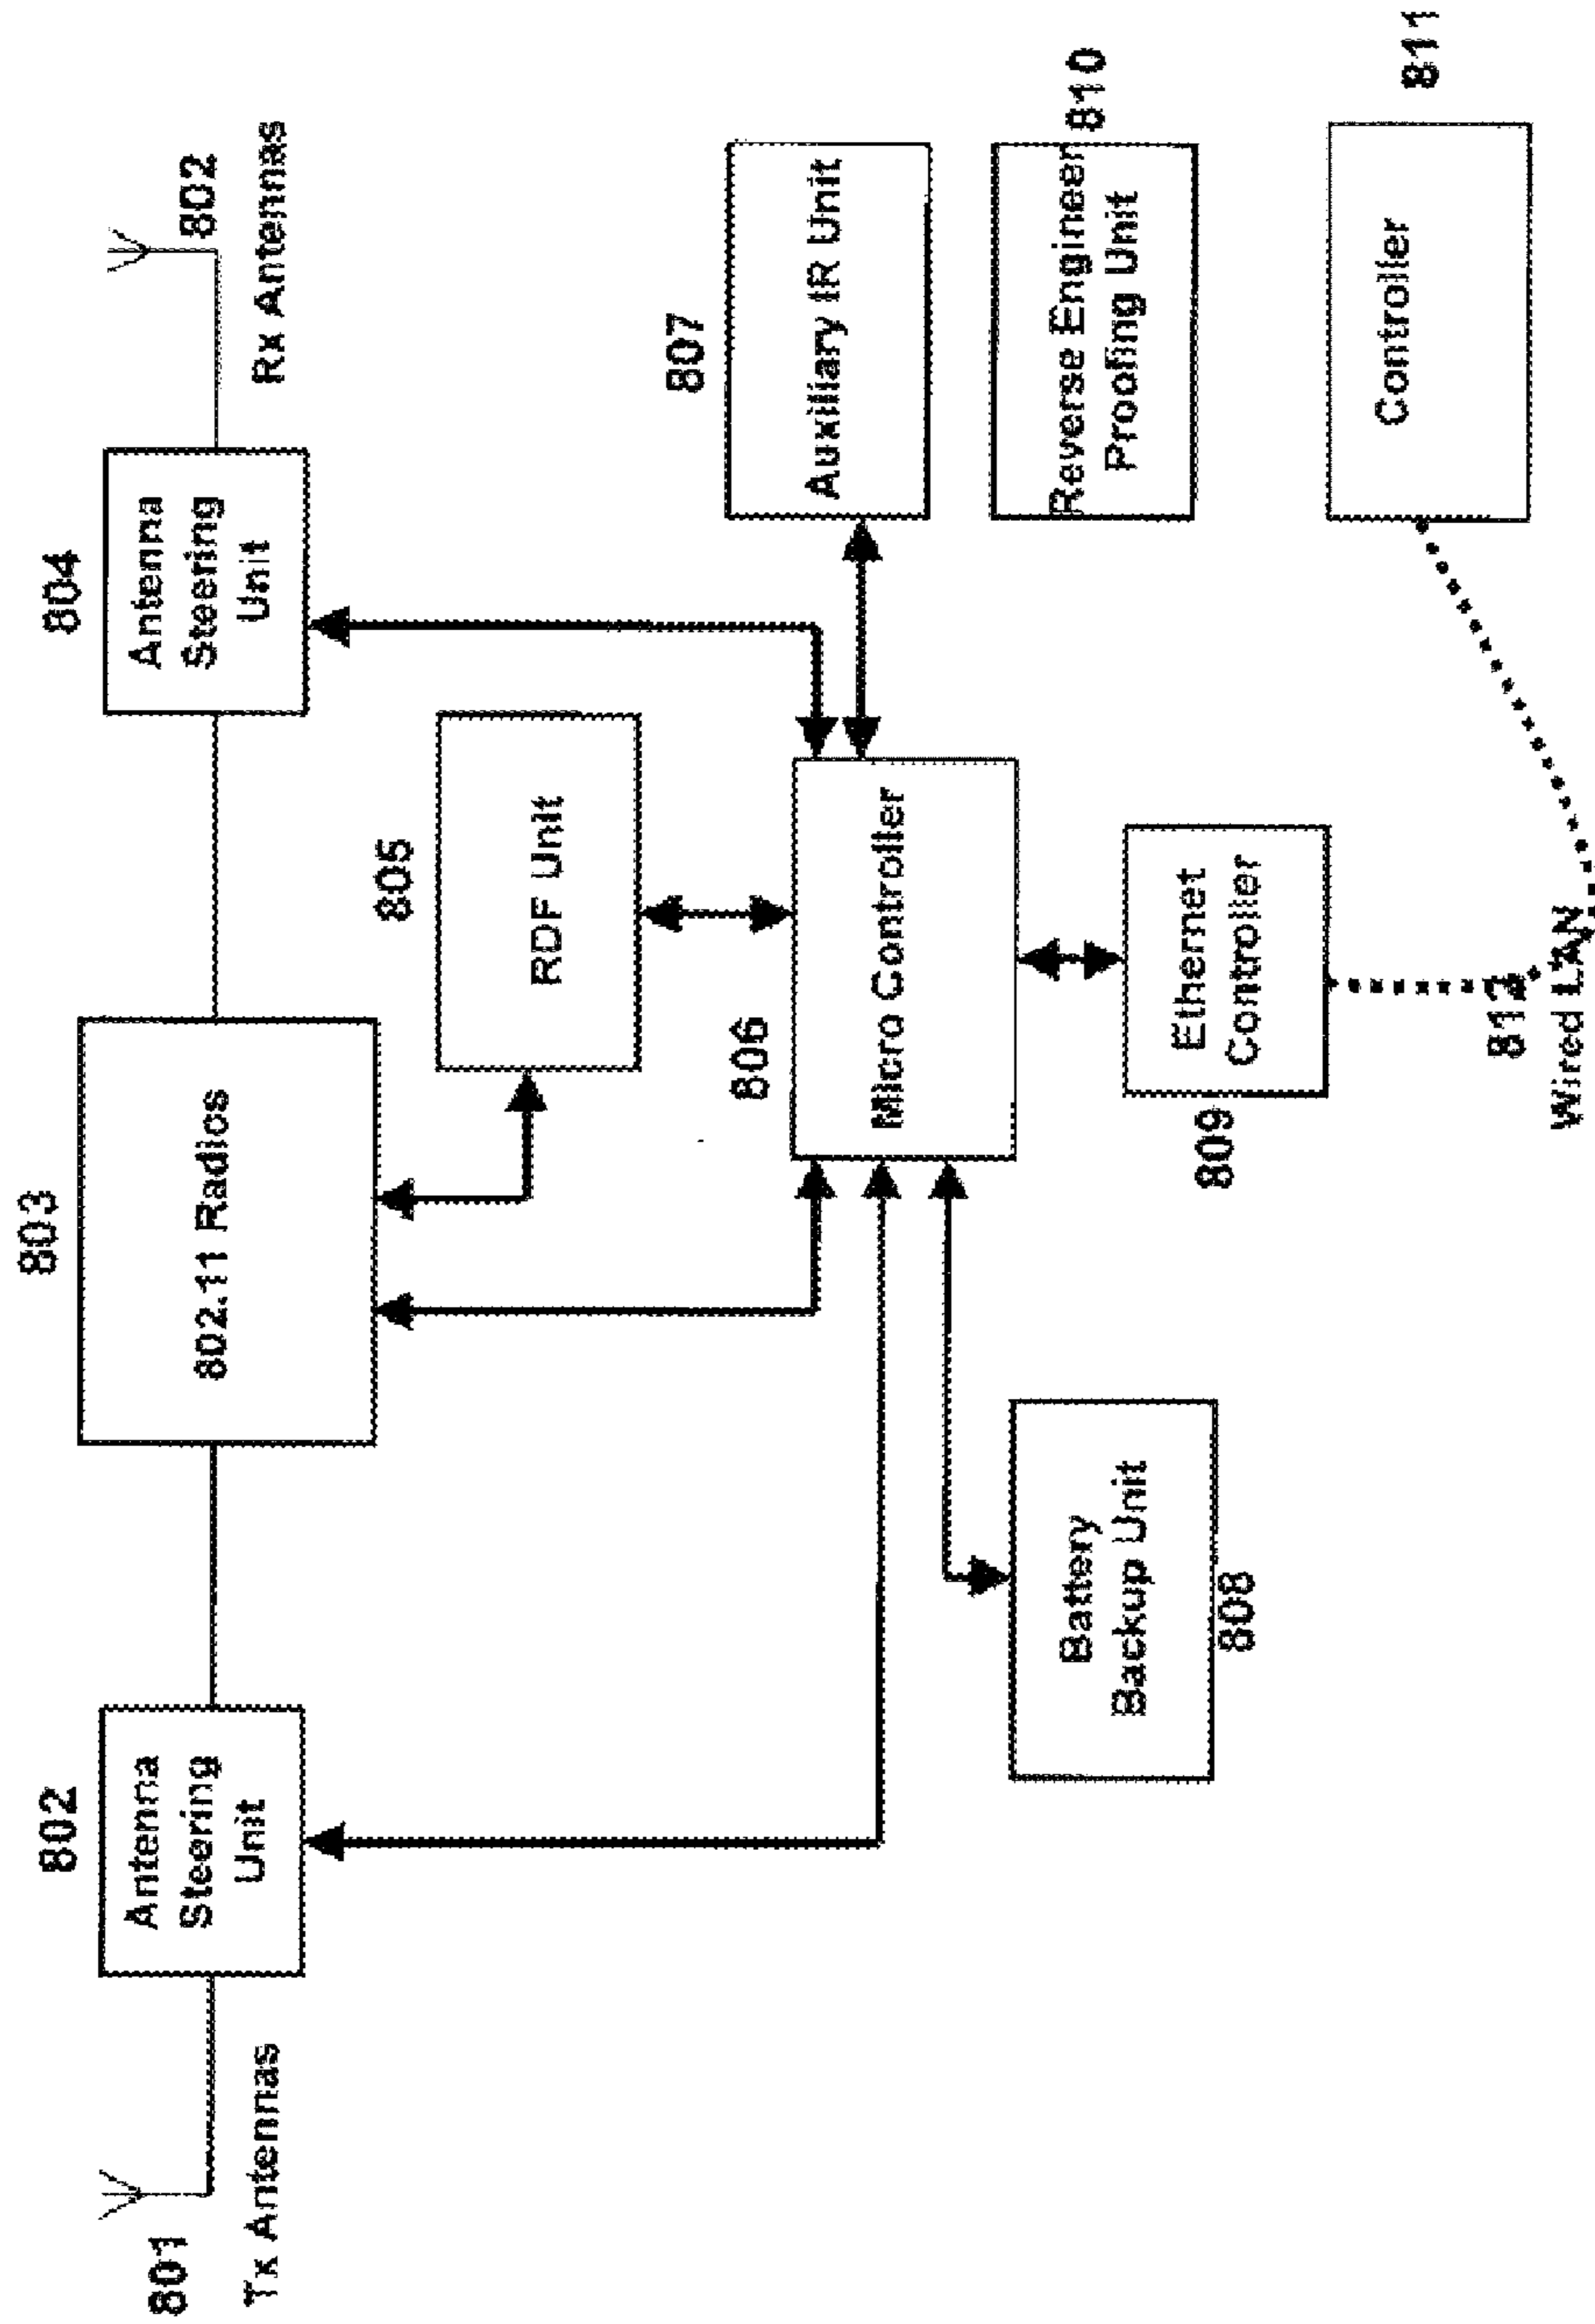 803
802
804
802
801
Antenna
Steering
Unit
802.11 Radios
Antenna
Steering
Unit
Tx Antennas
Rx Antennas
805
RDF Unit
806
807
Micro Controller
Auxiliary IR Unit
Battery
Backup Unit
808
809
Ethernet
Controller
Reverse Engineer
Proofing Unit
810
Controller
811
812
Wired LAN